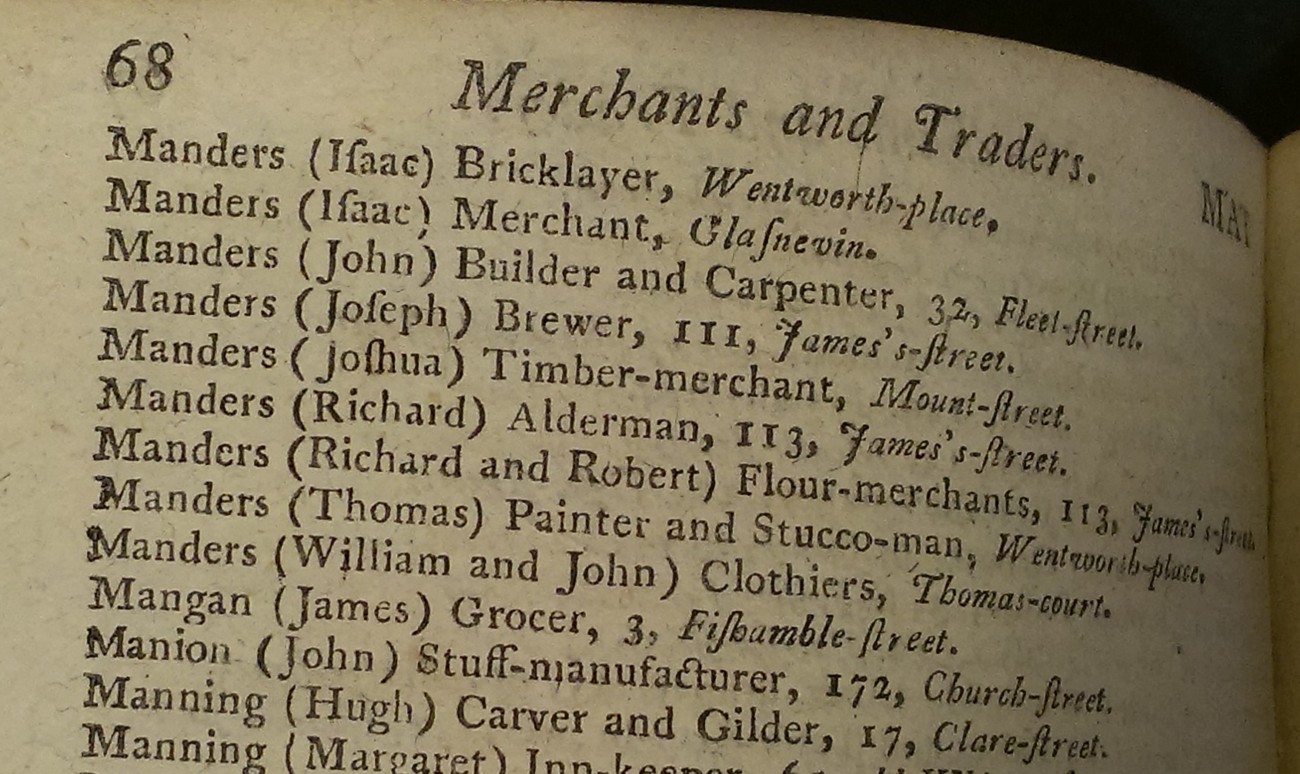 68
Merchants and Traders.
MAN
Manders (Iſaac) Bricklayer, Wentworth-place.
Manders (Iſaac) Merchant, Glaſnevin.
Manders (John) Builder and Carpenter, 32, Fleet-ſtreet.
Manders (Joſeph) Brewer, 111, James's-ſtreet.
Manders (Joſhua) Timber-merchant, Mount-ſtreet.
Manders (Richard) Alderman, 113, James's-ſtreet.
Manders (Richard and Robert) Flour-merchants, 113, James's-ſtreet.
Manders (Thomas) Painter and Stucco-man, Wentworth-place.
Manders (William and John) Clothiers, Thomas-court.
Mangan (James) Grocer, 3, Fiſhamble-ſtreet.
Manion (John) Stuff-manufacturer, 172, Church-ſtreet.
Manning (Hugh) Carver and Gilder, 17, Clare-ſtreet.
Manning (Margaret) Inn-keeper,